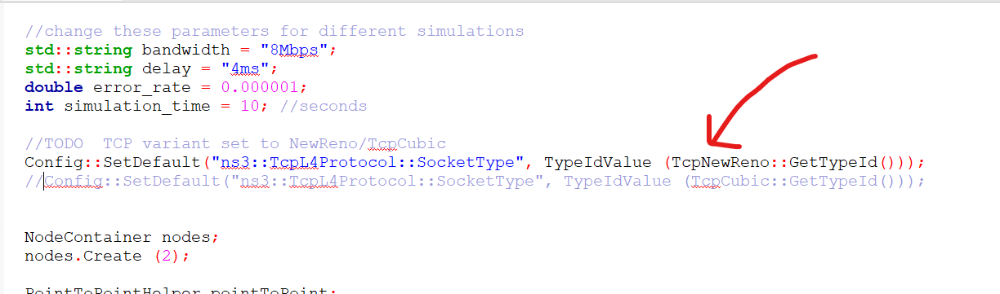 //change these parameters for different simulations
std::string bandwidth = "8Mbps";
std::string delay = "4ms";
double error_rate = 0.000001;
int simulation_time = 10; //seconds
//TODO  TCP variant set to NewReno/TcpCubic
Config::SetDefault("ns3::TcpL4Protocol::SocketType", TypeIdValue (TcpNewReno::GetTypeId()));
//Config::SetDefault("ns3::TcpL4Protocol::SocketType", TypeIdValue (TcpCubic::GetTypeId()));
NodeContainer nodes;
nodes.Create (2);
PointToPointHelper pointToPoint;